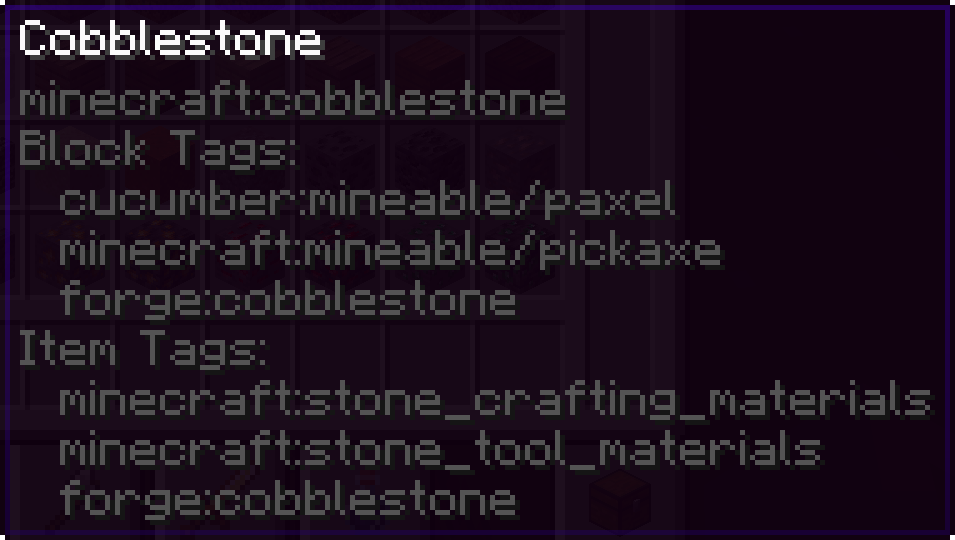 Cobblestone
minecraft:cobblestone
Block Tags:
cucumber:mineable/paxel
minecraft:mineable/pickaxe
forge:cobblestone
Item Tags:
minecraft:stone_crafting_materials
minecraft:stone_tool_materials
forge:cobblestone